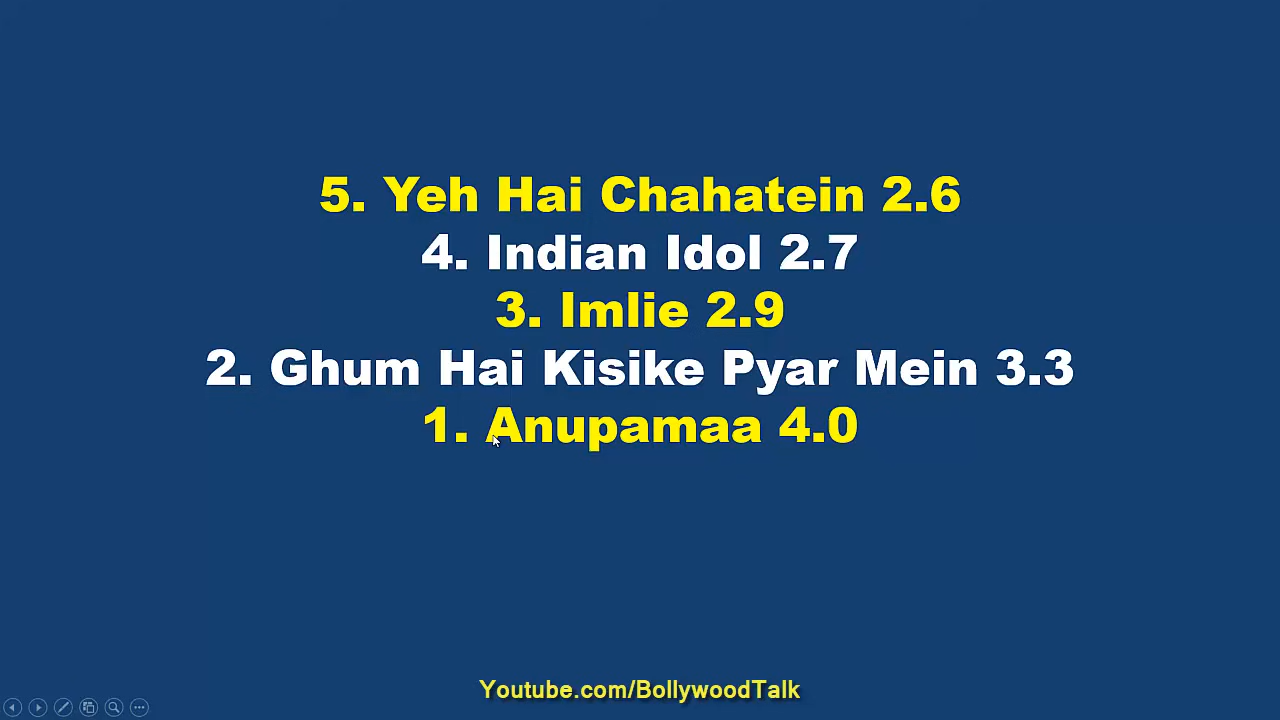 5. Yeh Hai Chahatein 2.6
4. Indian Idol 2.7
3. Imlie 2.9
2. Ghum Hai Kisike Pyar Mein 3.3
1. Anupamaa 4.0
Youtube.com/BollywoodTalk